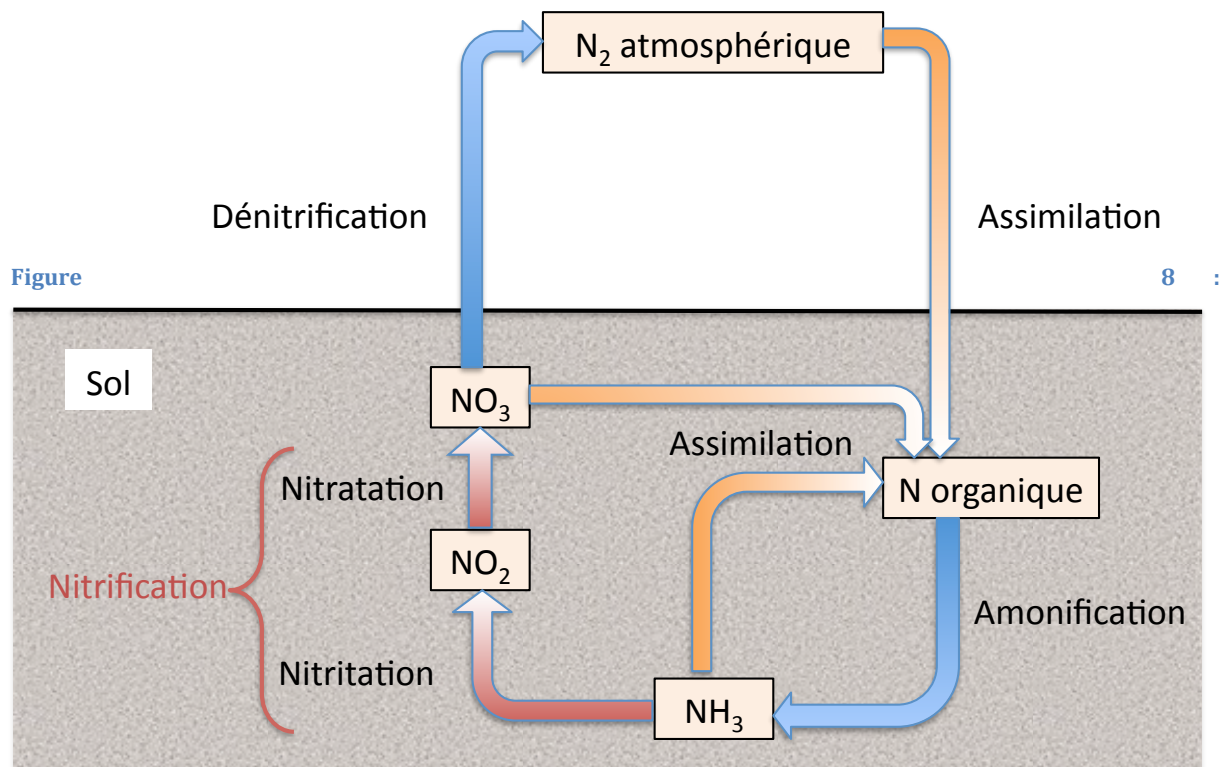 N₂ atmosphérique
Dénitrification
Assimilation
Figure 8 :
Sol
NO₃
Assimilation
Nitratation
N organique
NO₂
Nitrification
Amonification
Nitritation
NH₃